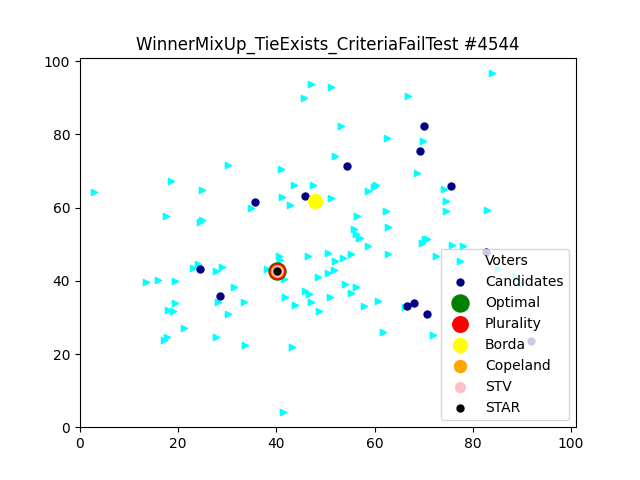 WinnerMixUp_TieExists_CriteriaFailTest #4544
100
80
60
40
20
0
0 20 40 60 80 100
Voters
Candidates
Optimal
Plurality
Borda
Copeland
STV
STAR